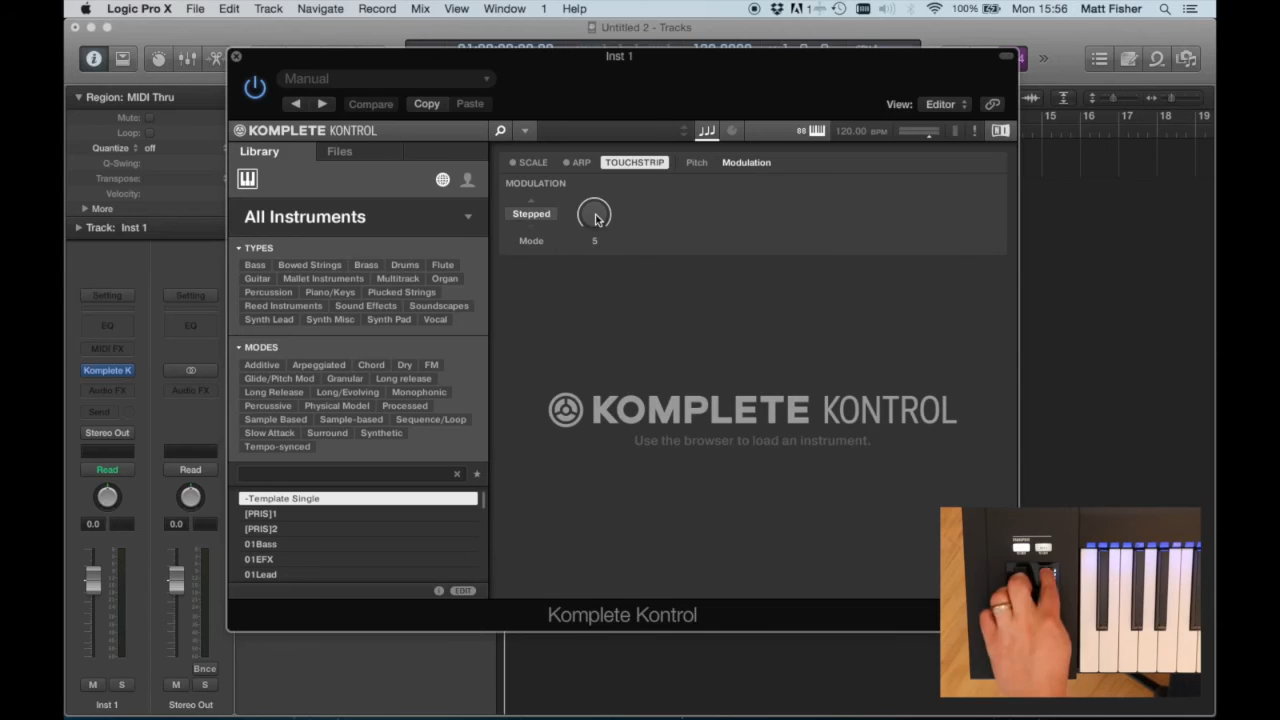 Logic Pro X File Edit Track Navigate Record Mix View Window 1 Help 100% Mon 15:56 Matt Fisher
Untitled 2 - Tracks
Inst 1
Region: MIDI Thru
Mute:
Loop:
Quantize off
Q-Swing:
Transpose:
Velocity:
More
Track: Inst 1
Manual
Compare Copy Paste
View: Editor
KOMPLETE KONTROL
88 120.00 BPM !
15 16 17 18 19
Library Files
SCALE ARP TOUCHSTRIP Pitch Modulation
MODULATION
Stepped
Mode 5
All Instruments
TYPES
Bass Bowed Strings Brass Drums Flute
Guitar Mallet Instruments Multitrack Organ
Percussion Piano/Keys Plucked Strings
Reed Instruments Sound Effects Soundscapes
Synth Lead Synth Misc Synth Pad Vocal
MODES
Additive Arpeggiated Chord Dry FM
Glide/Pitch Mod Granular Long release
Long Release Long/Evolving Monophonic
Percussive Physical Model Processed
Sample Based Sample-based Sequence/Loop
Slow Attack Surround Synthetic
Tempo-synced
-Template Single
[PRIS]1
[PRIS]2
01Bass
01EFX
01Lead
EDIT
KOMPLETE KONTROL
Use the browser to load an instrument.
Komplete Kontrol
Setting Setting
EQ EQ
MIDI FX
Komplete K
Audio FX Audio FX
Send
Stereo Out
Read Read
0.0 0.0
Bnce
M S M S
Inst 1 Stereo Out